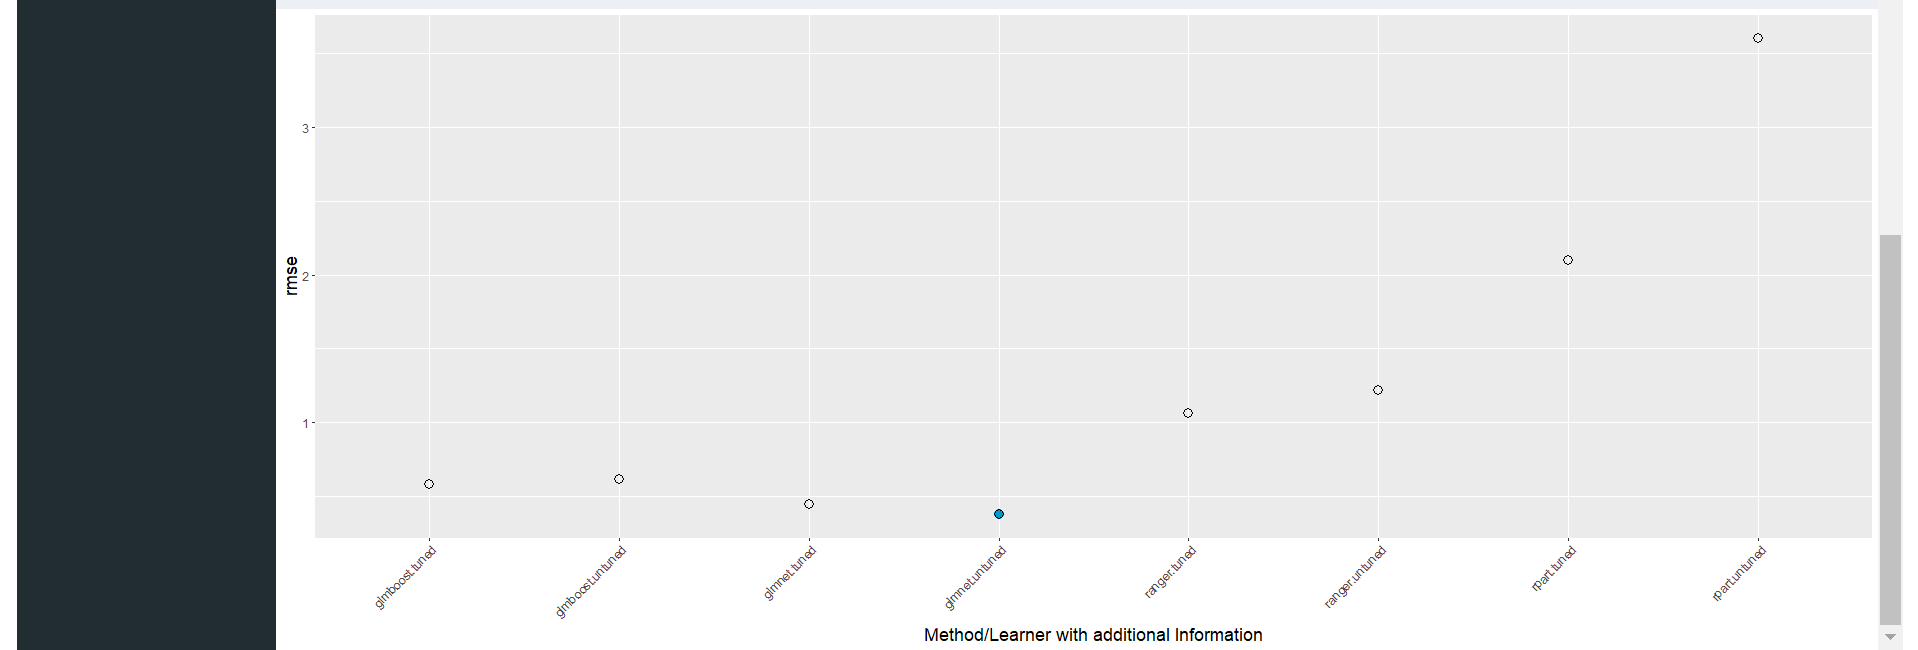 3
2
1
rmse
glmboost.tuned
glmboost.untuned
glmnet.tuned
glmnet.untuned
ranger.tuned
ranger.untuned
rpart.tuned
rpart.untuned
Method/Learner with additional Information